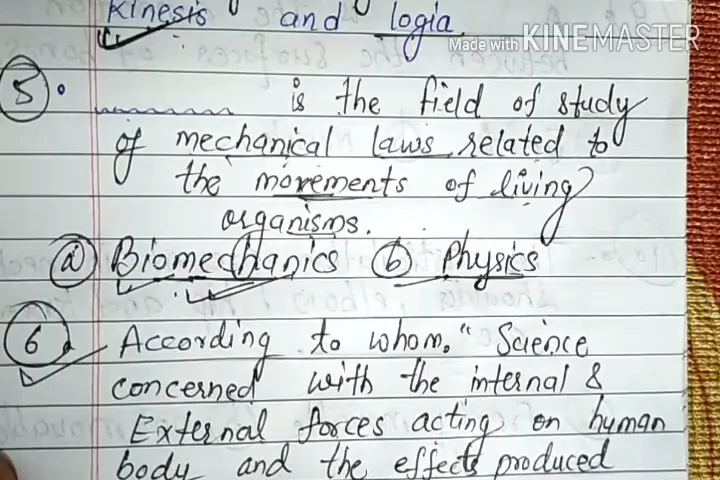 Kinesis and logia
Made with KINEMASTER
5. is the field of study
of mechanical laws related to
the movements of living
organisms.
a Biomechanics b Physics
6. According to whom. "Science
concerned with the internal &
External forces acting on human
body and the effects produced